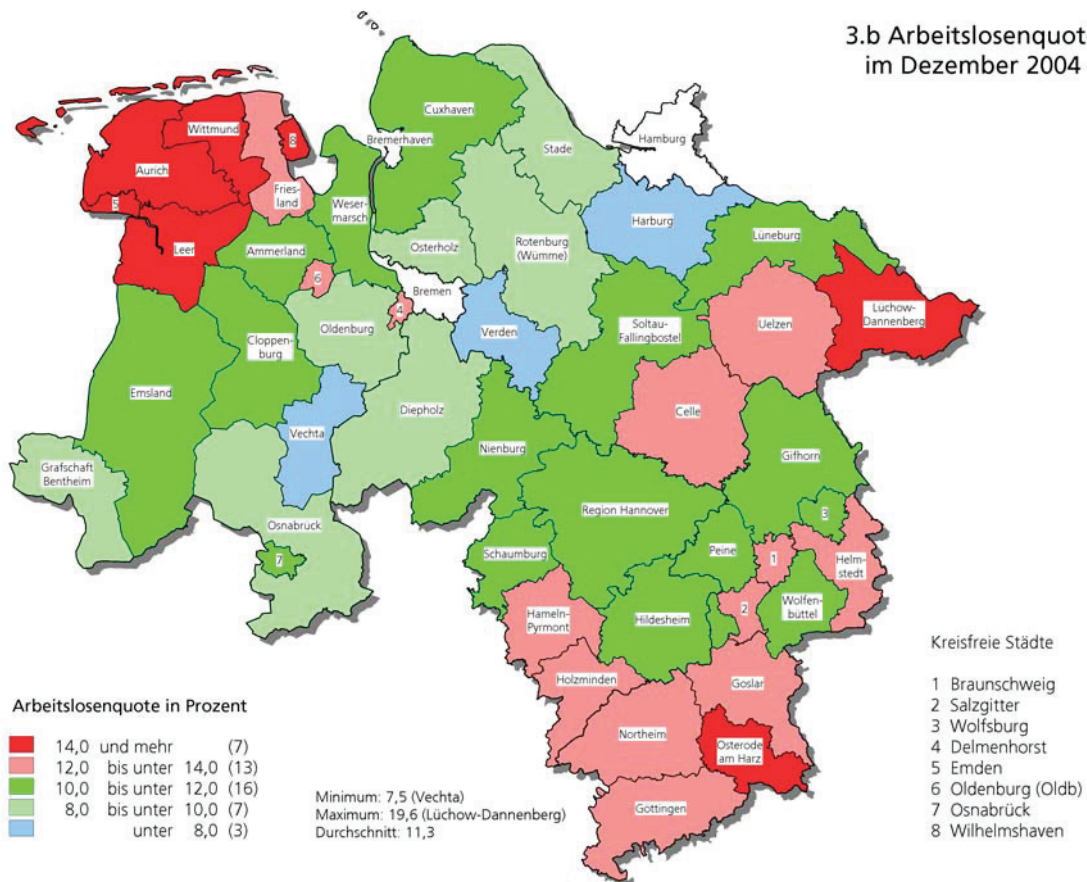 3.b Arbeitslosenquot
im Dezember 2004
Cuxhaven
Wittmund
Bremerhaven
Hamburg
8
Stade
Aurich
Fries-
land
Weser-
marsch
Harburg
5
Lüneburg
Leer
Ammerland
Osterholz
Rotenburg
(Wümme)
6
Bremen
4
Lüchow-
Dannenberg
Oldenburg
Verden
Soltau-
Fallingbostel
Uelzen
Cloppen-
burg
Emsland
Diepholz
Celle
Vechta
Nienburg
Gifhorn
Grafschaft
Bentheim
Region Hannover
3
Osnabrück
Schaumburg
Peine
1
Helm-
stedt
7
Wolfen-
büttel
2
Hameln-
Pyrmont
Hildesheim
Holzminden
Goslar
Northeim
Osterode
am Harz
Göttingen
Kreisfreie Städte
1 Braunschweig
2 Salzgitter
3 Wolfsburg
4 Delmenhorst
5 Emden
6 Oldenburg (Oldb)
7 Osnabrück
8 Wilhelmshaven
Arbeitslosenquote in Prozent
14,0 und mehr (7)
12,0 bis unter 14,0 (13)
10,0 bis unter 12,0 (16)
8,0 bis unter 10,0 (7)
unter 8,0 (3)
Minimum: 7,5 (Vechta)
Maximum: 19,6 (Lüchow-Dannenberg)
Durchschnitt: 11,3